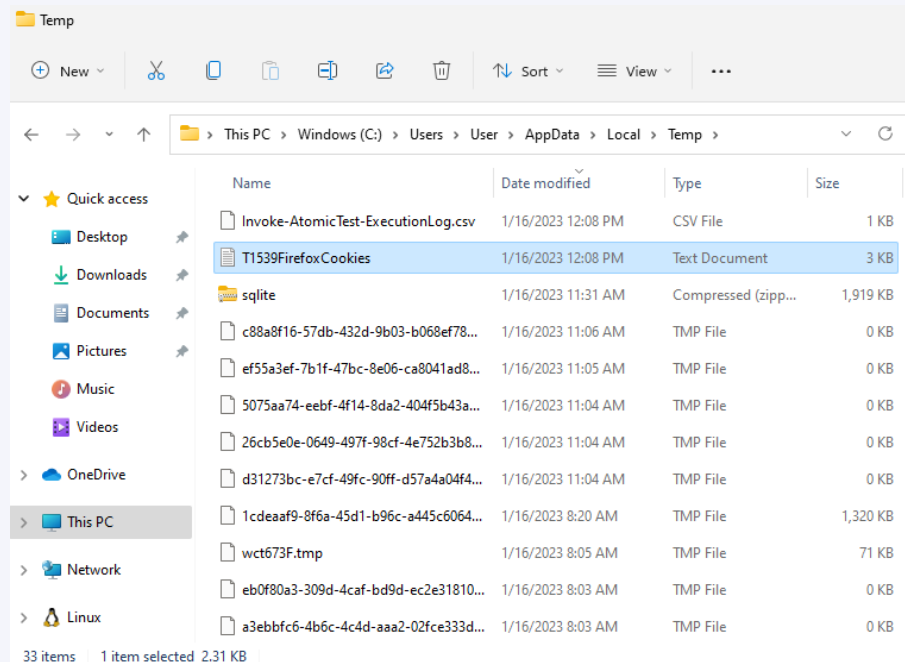 Temp
New Sort View ...
This PC > Windows (C:) > Users > User > AppData > Local > Temp >
Name Date modified Type Size
Quick access
Desktop
Downloads
Documents
Pictures
Music
Videos
OneDrive
This PC
Network
Linux
Invoke-AtomicTest-ExecutionLog.csv 1/16/2023 12:08 PM CSV File 1 KB
T1539FirefoxCookies 1/16/2023 12:08 PM Text Document 3 KB
sqlite 1/16/2023 11:31 AM Compressed (zipp... 1,919 KB
c88a8f16-57db-432d-9b03-b068ef78... 1/16/2023 11:06 AM TMP File 0 KB
ef55a3ef-7b1f-47bc-8e06-ca8041ad8... 1/16/2023 11:05 AM TMP File 0 KB
5075aa74-eebf-4f14-8da2-404f5b43a... 1/16/2023 11:04 AM TMP File 0 KB
26cb5e0e-0649-497f-98cf-4e752b3b8... 1/16/2023 11:04 AM TMP File 0 KB
d31273bc-e7cf-49fc-90ff-d57a4a04f4... 1/16/2023 11:04 AM TMP File 0 KB
1cdeaaf9-8f6a-45d1-b96c-a445c6064... 1/16/2023 8:20 AM TMP File 1,320 KB
wct673F.tmp 1/16/2023 8:05 AM TMP File 71 KB
eb0f80a3-309d-4caf-bd9d-ec2e31810... 1/16/2023 8:03 AM TMP File 0 KB
a3ebbfc6-4b6c-4c4d-aaa2-02fce333d... 1/16/2023 8:03 AM TMP File 0 KB
33 items 1 item selected 2.31 KB